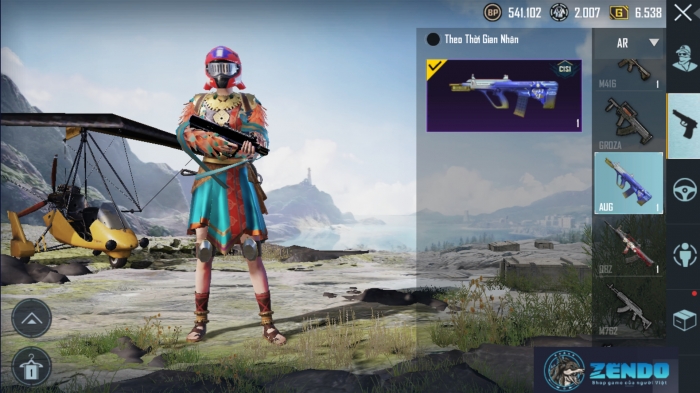 BP 541.102
2.007
G 6.538
Theo Thời Gian Nhận
AR
C1S1
1
M416
1
GROZA
AUG
1
QBZ
1
M762
ZENDO
Shop game của người Việt